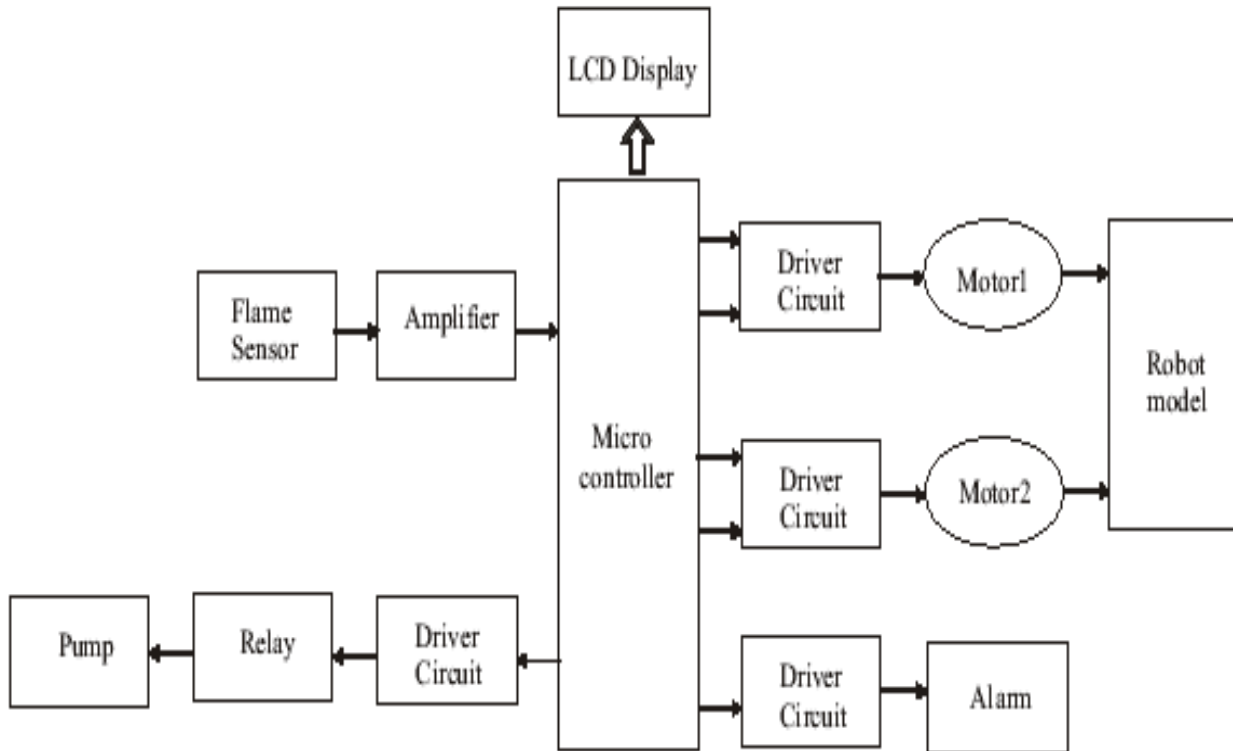 LCD Display
Flame
Sensor
Amplifier
Micro
controller
Driver
Circuit
Motor1
Robot
model
Driver
Circuit
Motor2
Pump
Relay
Driver
Circuit
Driver
Circuit
Alarm